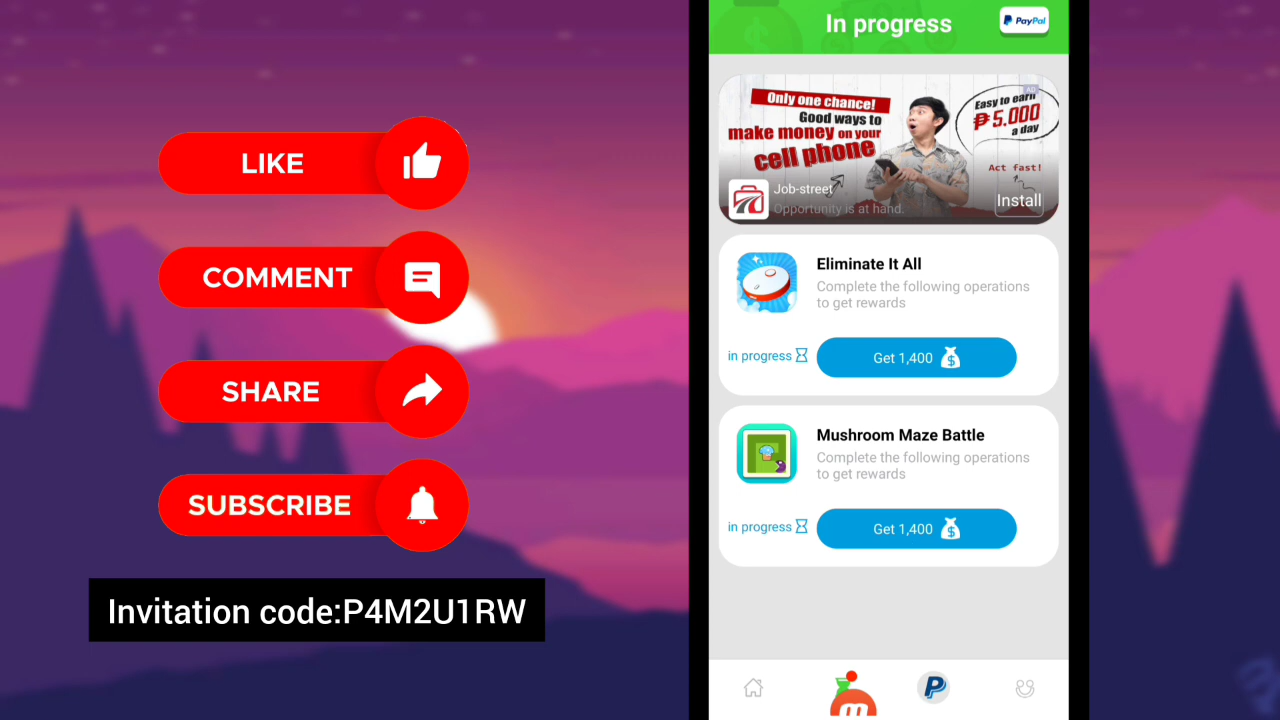 LIKE
COMMENT
SHARE
SUBSCRIBE
Invitation code:P4M2U1RW
In progress
PayPal
AD
Only one chance!
Good ways to
make money on your
cell phone
Easy to earn
₱5.000
a day
Act fast!
Job-street
Opportunity is at hand.
Install
Eliminate It All
Complete the following operations
to get rewards
in progress
Get 1,400
Mushroom Maze Battle
Complete the following operations
to get rewards
in progress
Get 1,400